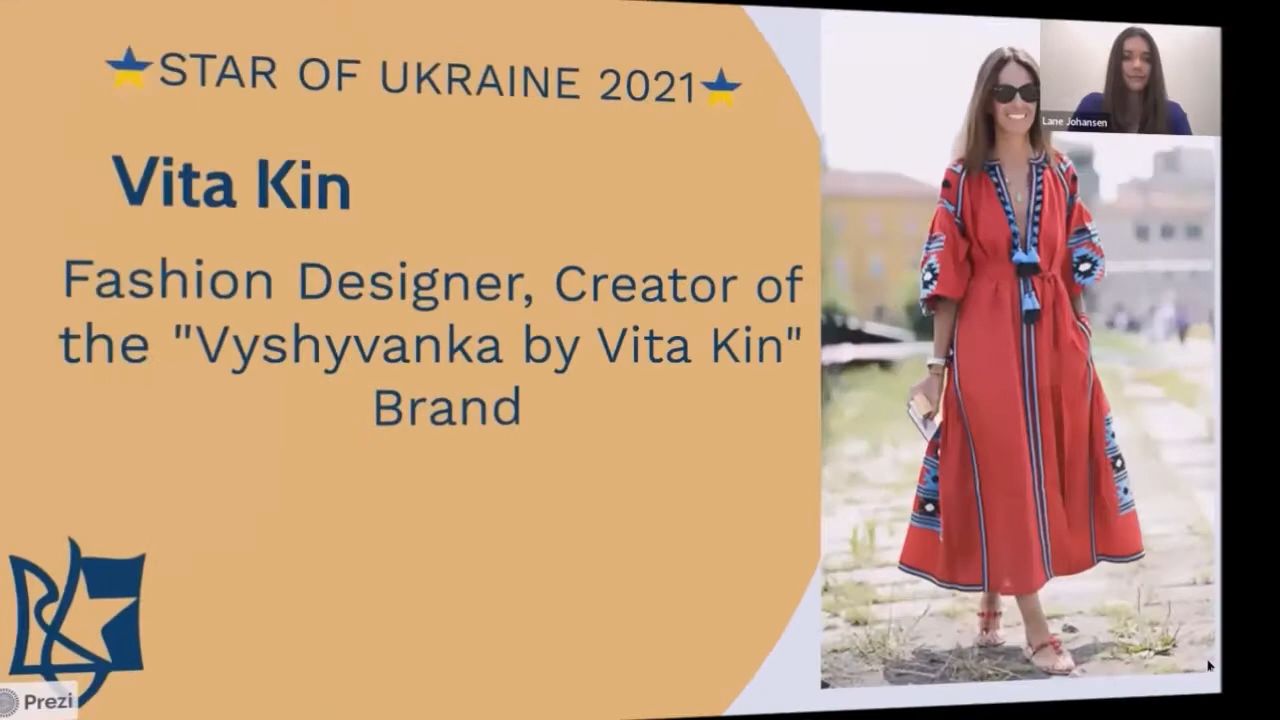 STAR OF UKRAINE 2021
Vita Kin
Fashion Designer, Creator of
the "Vyshyvanka by Vita Kin"
Brand
Lane Johansen
Prezi